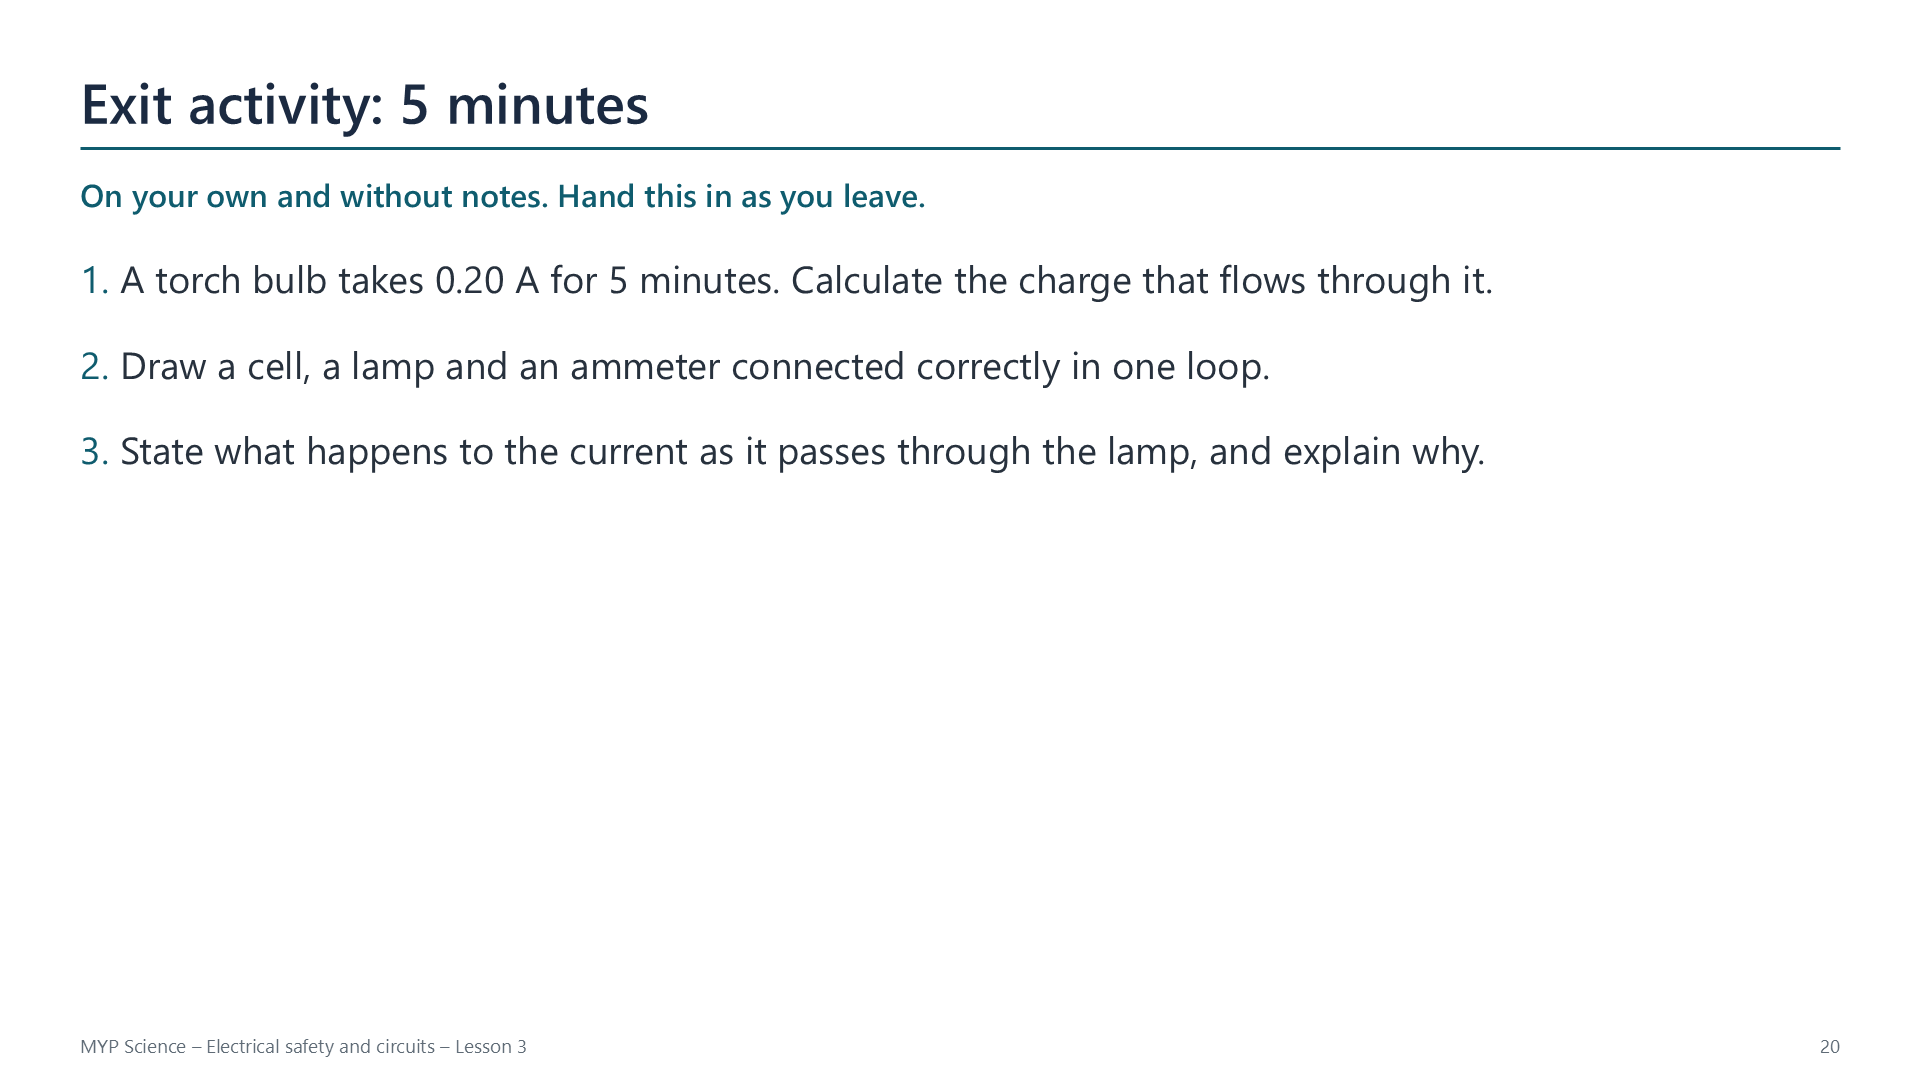 Exit activity: 5 minutes
On your own and without notes. Hand this in as you leave.
1. A torch bulb takes 0.20 A for 5 minutes. Calculate the charge that flows through it.
2. Draw a cell, a lamp and an ammeter connected correctly in one loop.
3. State what happens to the current as it passes through the lamp, and explain why.
MYP Science – Electrical safety and circuits – Lesson 3
20